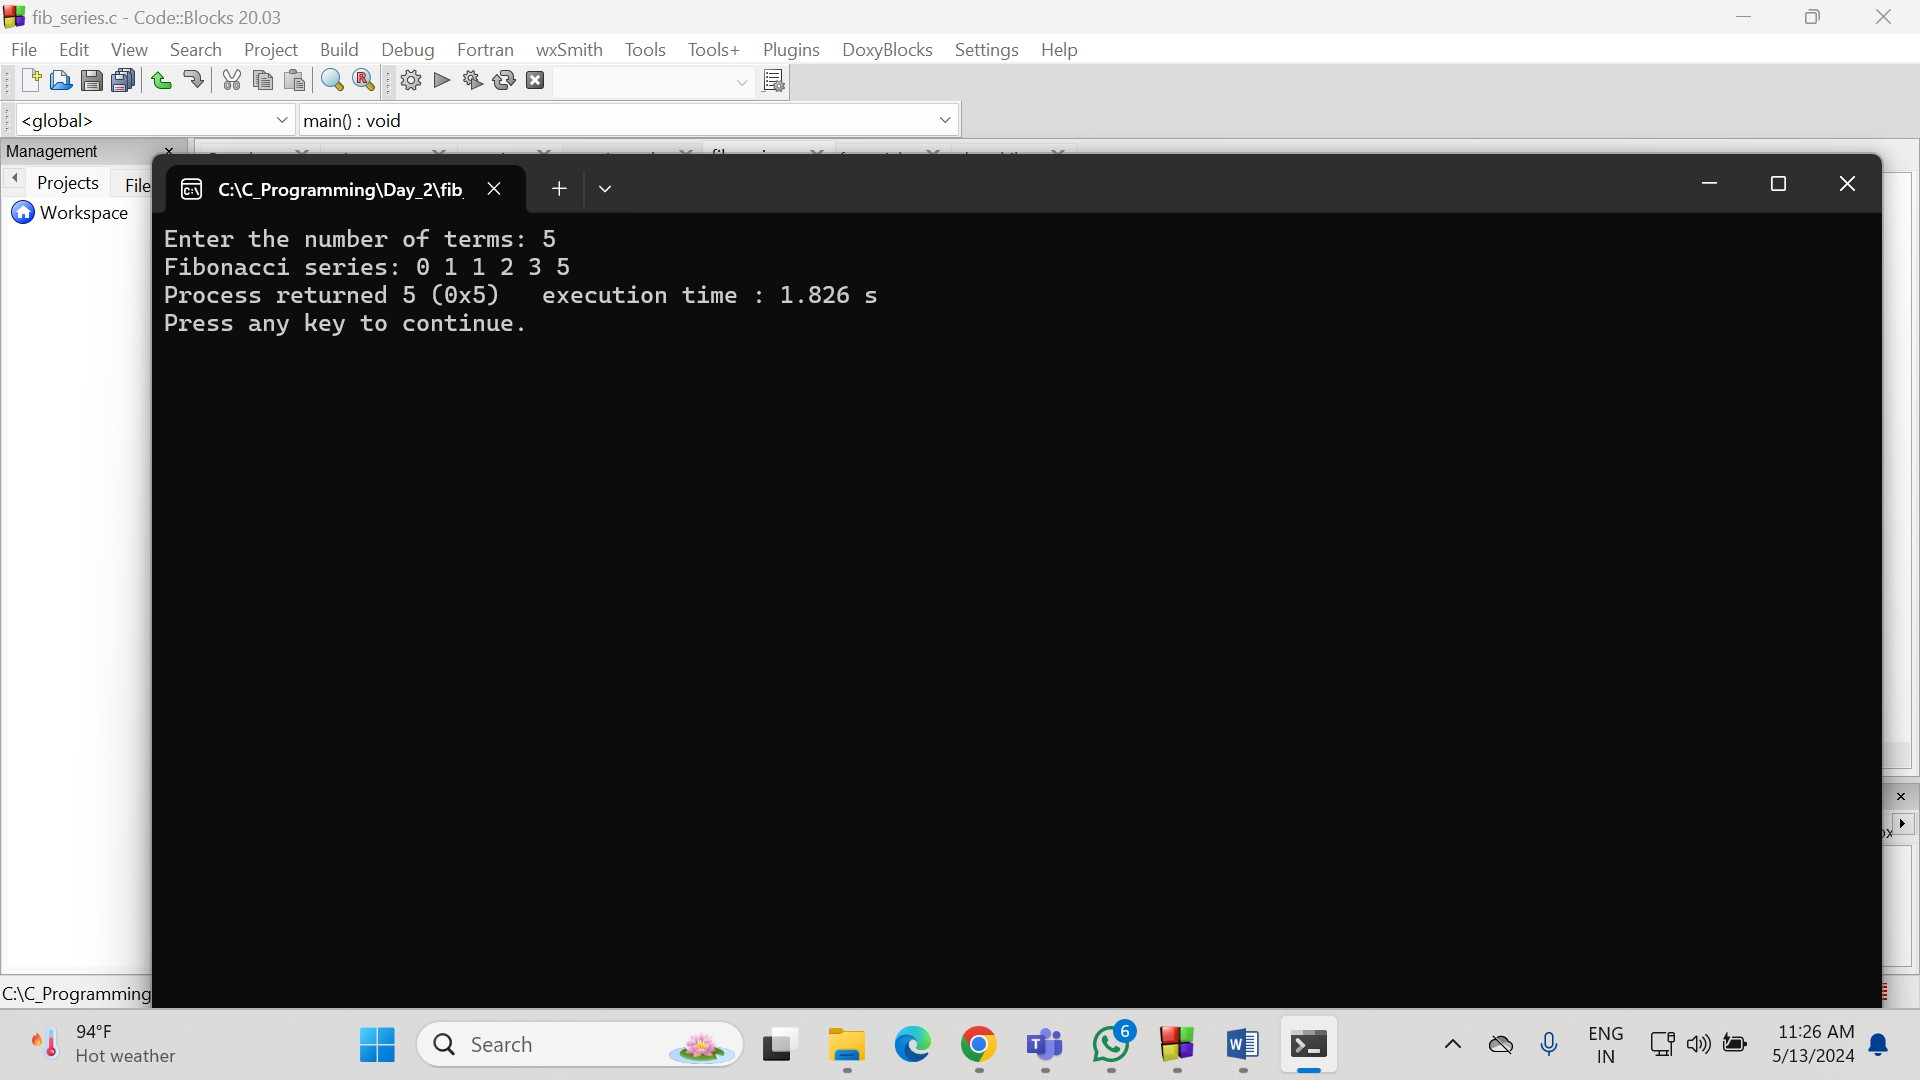 fib_series.c - Code::Blocks 20.03
File Edit View Search Project Build Debug Fortran wxSmith Tools Tools+ Plugins DoxyBlocks Settings Help
<global> main() : void
Management
Projects File
Workspace
C:\C_Programming\Day_2\fib_
Enter the number of terms: 5
Fibonacci series: 0 1 1 2 3 5
Process returned 5 (0x5)   execution time : 1.826 s
Press any key to continue.
C:\C_Programming
94°F
Hot weather
Search
6
ENG
IN
11:26 AM
5/13/2024